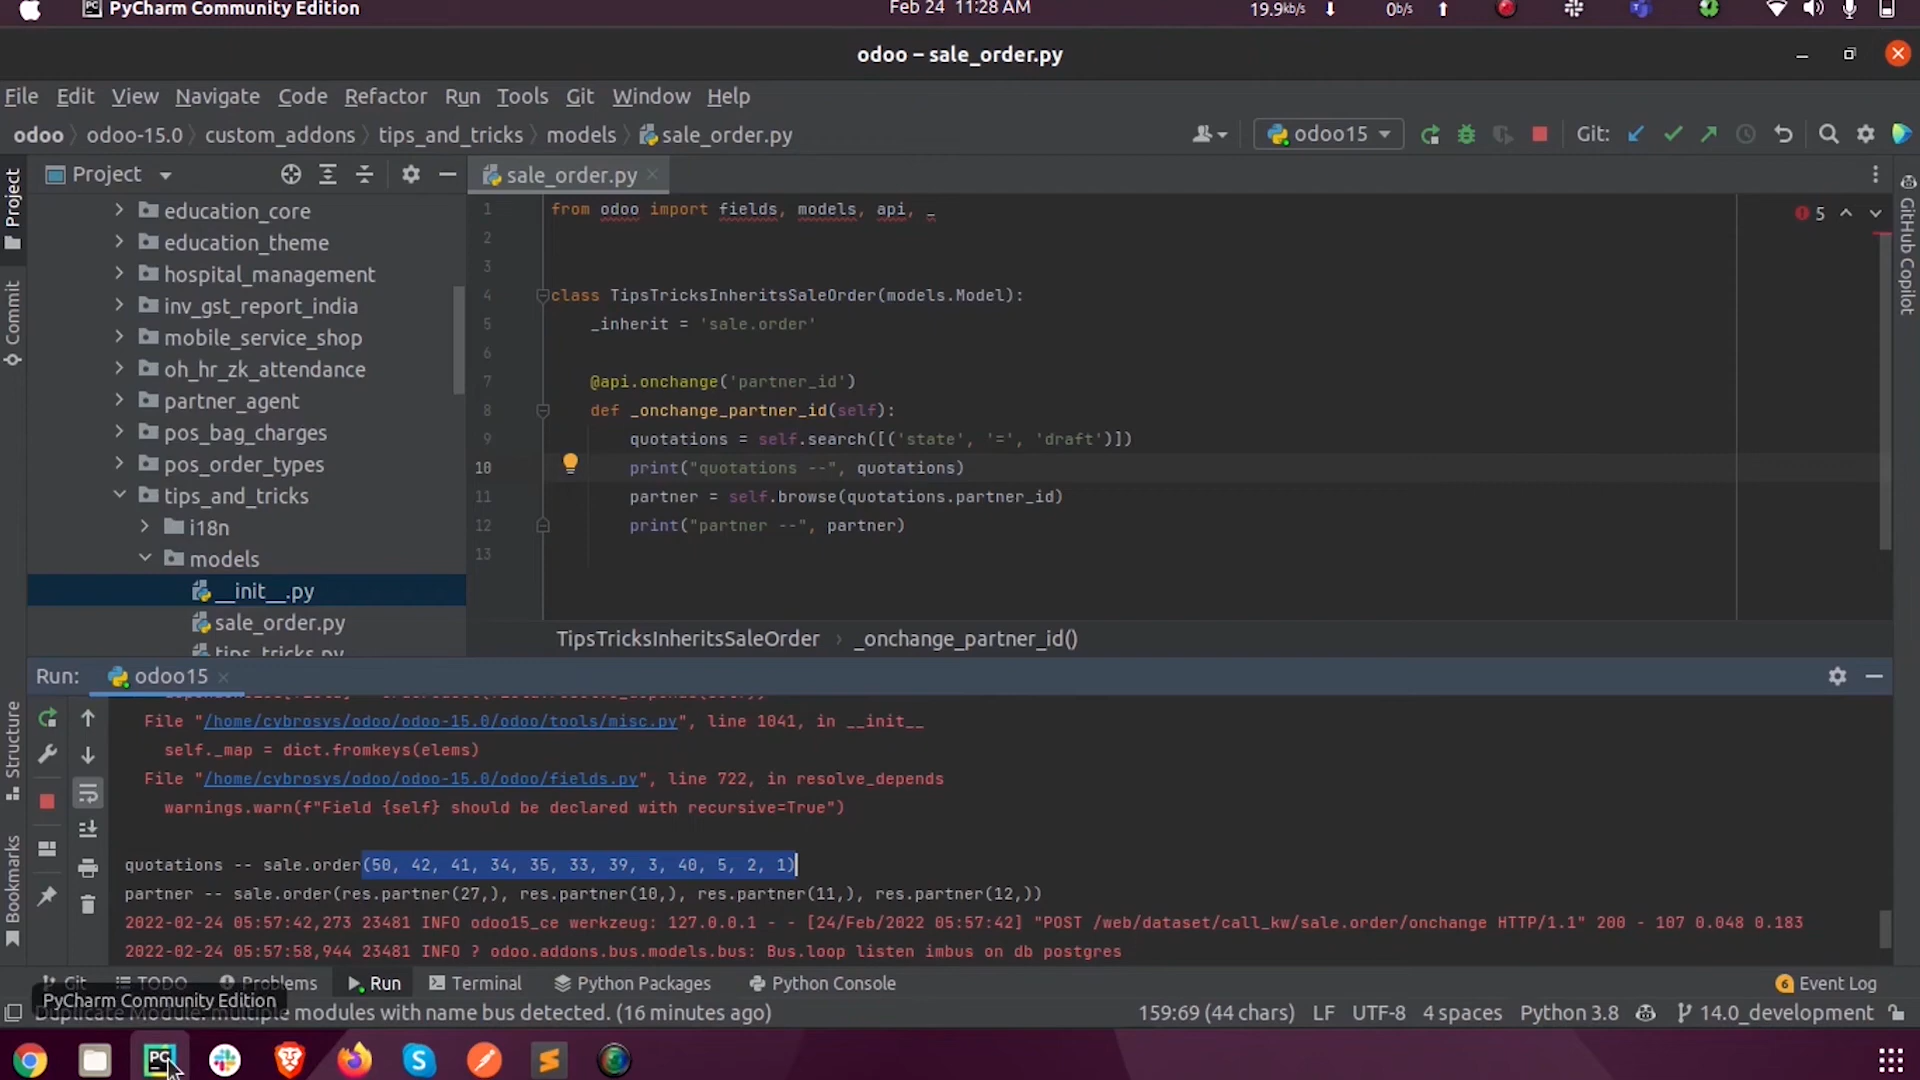 PyCharm Community Edition
Feb 24 11:28 AM
19.9kb/s
0b/s
odoo – sale_order.py
File Edit View Navigate Code Refactor Run Tools Git Window Help
odoo odoo-15.0 custom_addons tips_and_tricks models sale_order.py
odoo15
Git:
Project
sale_order.py
education_core
education_theme
hospital_management
inv_gst_report_india
mobile_service_shop
oh_hr_zk_attendance
partner_agent
pos_bag_charges
pos_order_types
tips_and_tricks
i18n
models
__init__.py
sale_order.py
tips_tricks.py
1 from odoo import fields, models, api, _
2
3
4 class TipsTricksInheritsSaleOrder(models.Model):
5 _inherit = 'sale.order'
6
7 @api.onchange('partner_id')
8 def _onchange_partner_id(self):
9 quotations = self.search([('state', '=', 'draft')])
10 print("quotations --", quotations)
11 partner = self.browse(quotations.partner_id)
12 print("partner --", partner)
13
5
TipsTricksInheritsSaleOrder › _onchange_partner_id()
Project
Commit
Structure
Bookmarks
GitHub Copilot
Run: odoo15
File "/home/cybrosys/odoo/odoo-15.0/odoo/tools/misc.py", line 1041, in __init__
self._map = dict.fromkeys(elems)
File "/home/cybrosys/odoo/odoo-15.0/odoo/fields.py", line 722, in resolve_depends
warnings.warn(f"Field {self} should be declared with recursive=True")
quotations -- sale.order(50, 42, 41, 34, 35, 33, 39, 3, 40, 5, 2, 1)
partner -- sale.order(res.partner(27,), res.partner(10,), res.partner(11,), res.partner(12,))
2022-02-24 05:57:42,273 23481 INFO odoo15_ce werkzeug: 127.0.0.1 - - [24/Feb/2022 05:57:42] "POST /web/dataset/call_kw/sale.order/onchange HTTP/1.1" 200 - 107 0.048 0.183
2022-02-24 05:57:58,944 23481 INFO ? odoo.addons.bus.models.bus: Bus.loop listen imbus on db postgres
Git TODO Problems Run Terminal Python Packages Python Console
6 Event Log
PyCharm Community Edition
Duplicate Module: multiple modules with name bus detected. (16 minutes ago)
159:69 (44 chars) LF UTF-8 4 spaces Python 3.8 14.0_development
PC